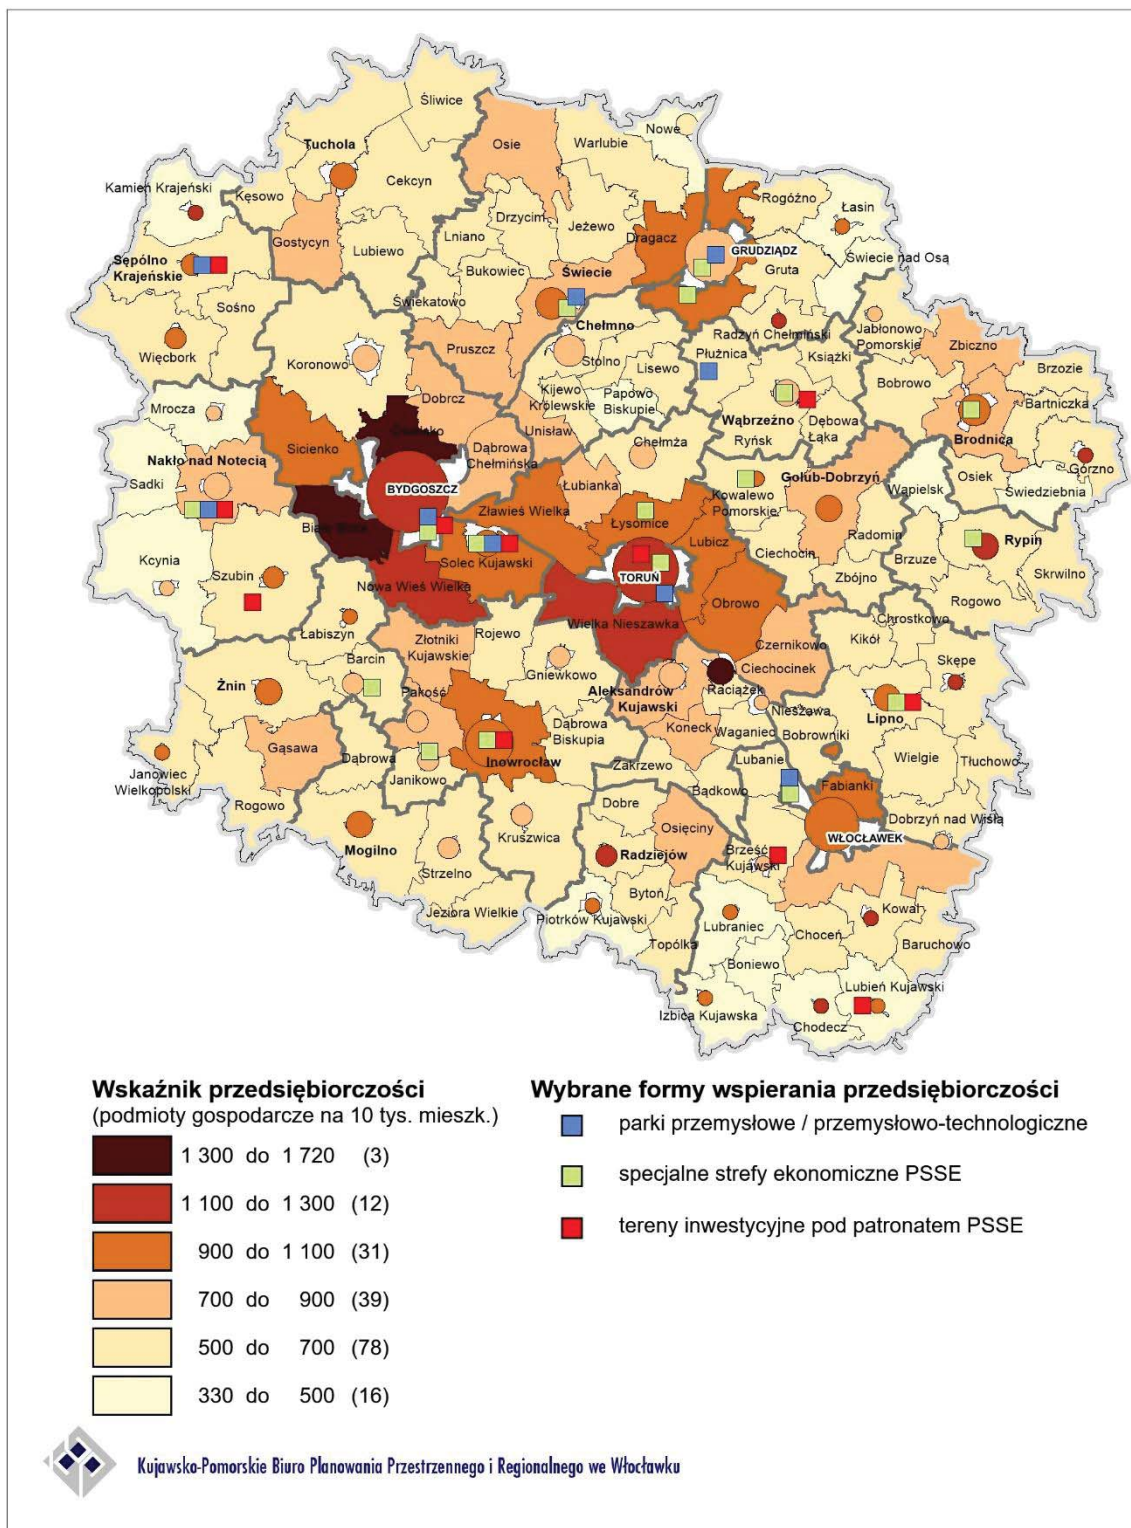 Śliwice
Nowe
Osie
Warlubie
Tuchola
Cekcyn
Kamień Krajeński
Kęsowo
Rogóźno
Łasin
Drzycim
Gostycyn
Lubiewo
Lniano
Jeżewo
Dragacz
GRUDZIĄDZ
Sępólno
Krajeńskie
Bukowiec
Świecie
Gruta
Świecie nad Osą
Sośno
Świekatowo
Chełmno
Radzyń Chełmiński
Jabłonowo
Pomorskie
Zbiczno
Więcbork
Koronowo
Pruszcz
Stolno
Lisewo
Płużnica
Książki
Bobrowo
Brzozie
Mrocza
Dobrcz
Kijewo
Królewskie
Papowo
Biskupie
Wąbrzeźno
Dębowa
Łąka
Bartniczka
Sicienko
Unisław
Chełmża
Ryńsk
Brodnica
Nakło nad Notecią
Dąbrowa
Chełmińska
Golub-Dobrzyń
Górzno
Sadki
BYDGOSZCZ
Łubianka
Kowalewo
Pomorskie
Wąpielsk
Osiek
Świedziebnia
Zławieś Wielka
Łysomice
Lubicz
Radomin
Rypin
Kcynia
Szubin
Solec Kujawski
Ciechocin
Brzuze
Skrwilno
Nowa Wieś Wielka
TORUŃ
Zbójno
Rogowo
Łabiszyn
Wielka Nieszawka
Obrowo
Chrostkowo
Złotniki
Kujawskie
Rojewo
Czernikowo
Kikół
Barcin
Gniewkowo
Ciechocinek
Skępe
Żnin
Pakość
Aleksandrów
Kujawski
Raciążek
Nieszawa
Lipno
Gąsawa
Dąbrowa
Biskupia
Koneck
Waganiec
Bobrowniki
Janowiec
Wielkopolski
Dąbrowa
Inowrocław
Zakrzewo
Lubanie
Wielgie
Tłuchowo
Janikowo
Bądkowo
Fabianki
Rogowo
Kruszwica
Dobre
Dobrzyń nad Wisłą
Mogilno
Osięciny
WŁOCŁAWEK
Strzelno
Radziejów
Brześć
Kujawski
Bytoń
Kowal
Jeziora Wielkie
Piotrków Kujawski
Lubraniec
Choceń
Topólka
Baruchowo
Boniewo
Lubień Kujawski
Izbica Kujawska
Chodecz
Wskaźnik przedsiębiorczości
(podmioty gospodarcze na 10 tys. mieszk.)
1 300 do 1 720 (3)
1 100 do 1 300 (12)
900 do 1 100 (31)
700 do 900 (39)
500 do 700 (78)
330 do 500 (16)
Wybrane formy wspierania przedsiębiorczości
parki przemysłowe / przemysłowo-technologiczne
specjalne strefy ekonomiczne PSSE
tereny inwestycyjne pod patronatem PSSE
Kujawsko-Pomorskie Biuro Planowania Przestrzennego i Regionalnego we Włocławku